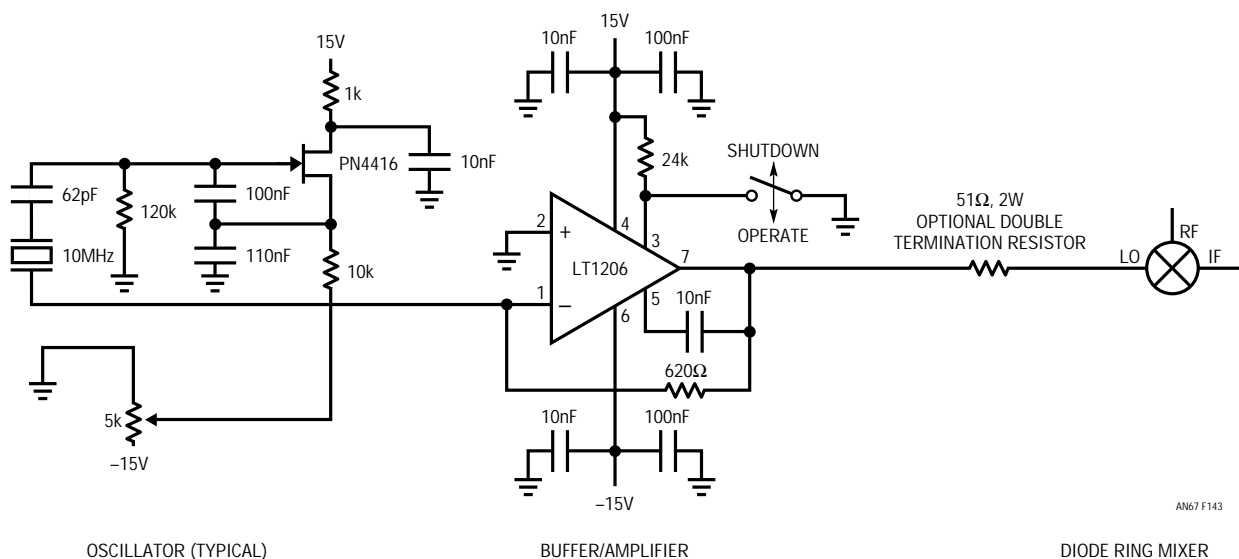 15V
1k
PN4416
10nF
62pF
120k
100nF
10MHz
110nF
10k
5k
–15V
15V
10nF
100nF
24k
SHUTDOWN
OPERATE
2
+
4
3
LT1206
7
1
–
5
6
10nF
620Ω
10nF
100nF
–15V
51Ω, 2W
OPTIONAL DOUBLE
TERMINATION RESISTOR
RF
LO
IF
AN67 F143
OSCILLATOR (TYPICAL)
BUFFER/AMPLIFIER
DIODE RING MIXER